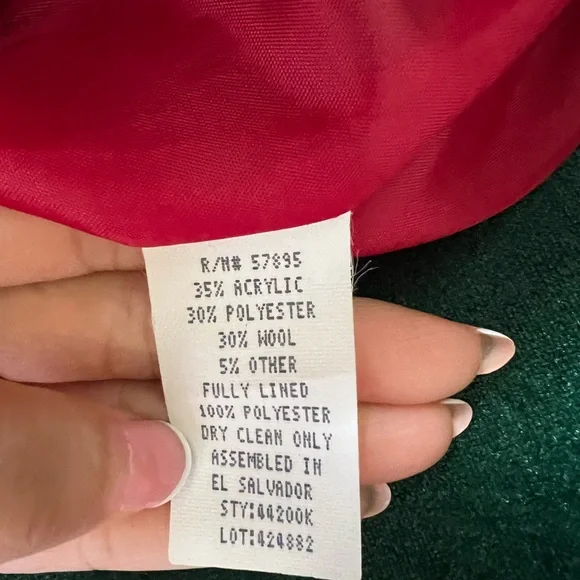 R/N# 57895
35% ACRYLIC
30% POLYESTER
30% WOOL
5% OTHER
FULLY LINED
100% POLYESTER
DRY CLEAN ONLY
ASSEMBLED IN
EL SALVADOR
STY:44200K
LOT:424882